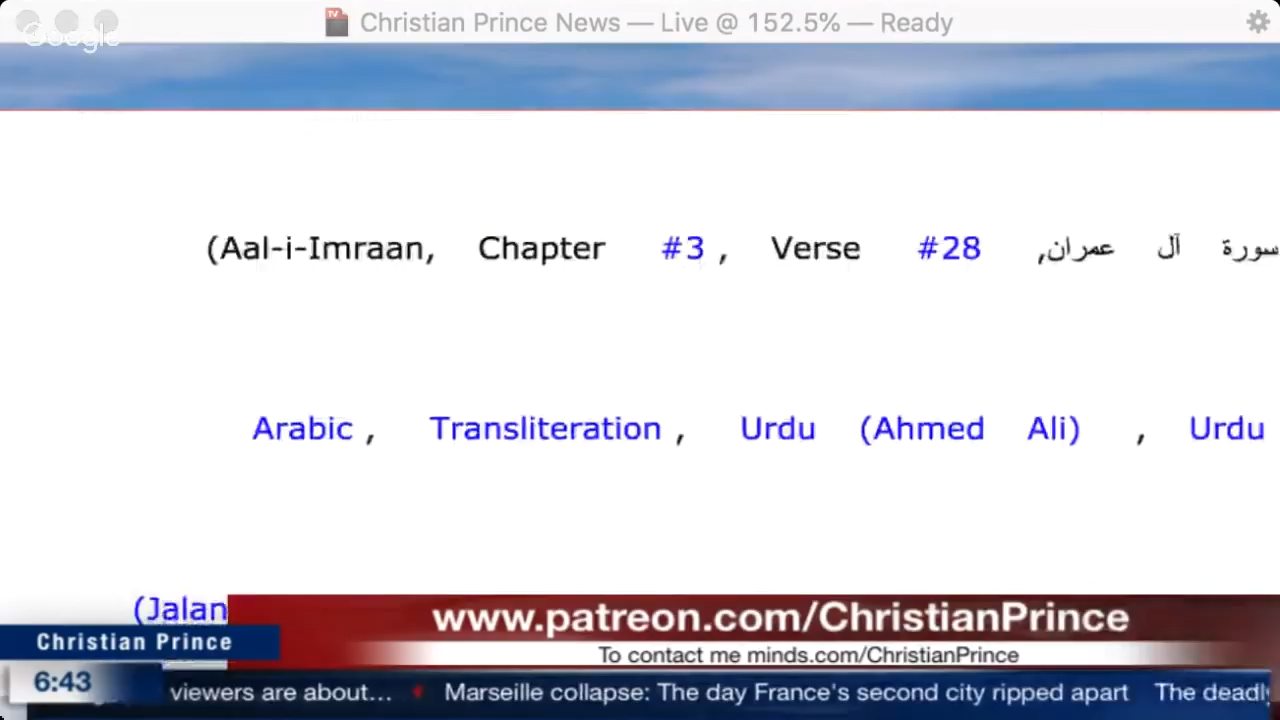 Christian Prince News — Live @ 152.5% — Ready
Google
(Aal-i-Imraan, Chapter #3 , Verse #28 سورة آل عمران,
Arabic , Transliteration , Urdu (Ahmed Ali) , Urdu
(Jalan
www.patreon.com/ChristianPrince
Christian Prince
To contact me minds.com/ChristianPrince
6:43 viewers are about... Marseille collapse: The day France's second city ripped apart The deadly